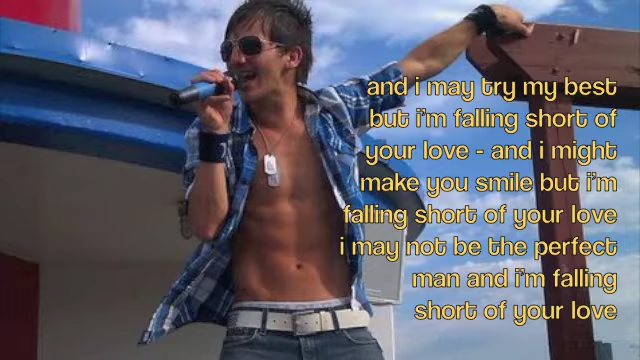 and i may try my best
but i'm falling short of
your love - and i might
make you smile but i'm
falling short of your love
i may not be the perfect
man and i'm falling
short of your love